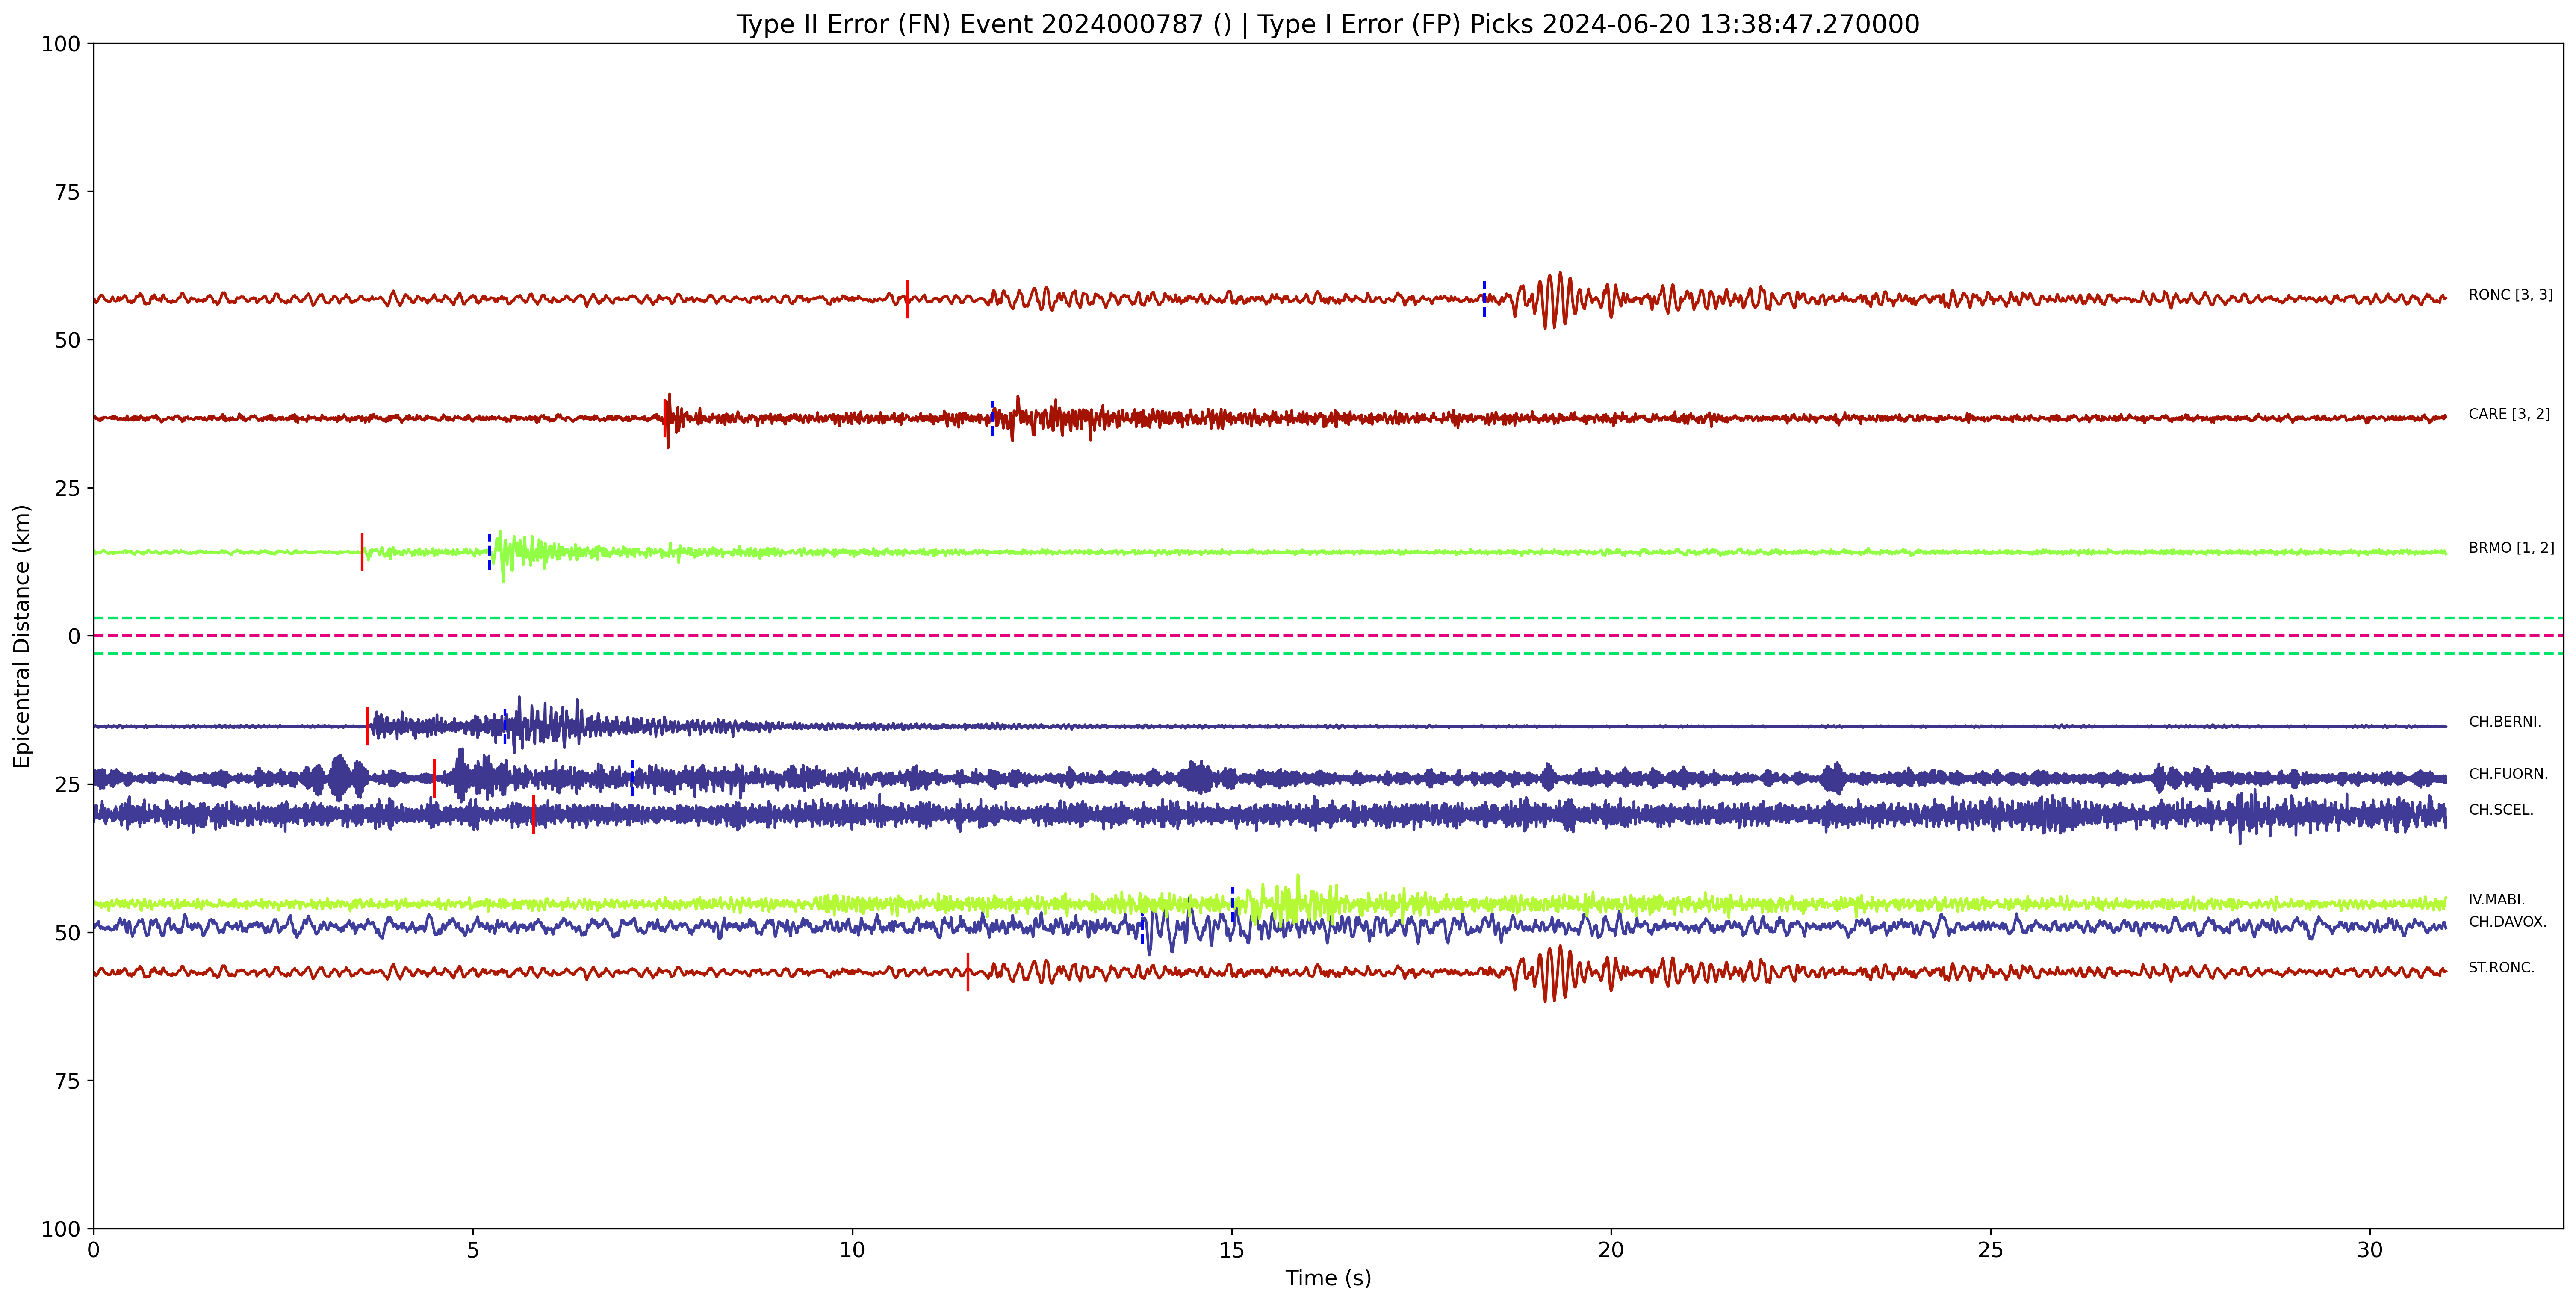 Type II Error (FN) Event 2024000787 () | Type I Error (FP) Picks 2024-06-20 13:38:47.270000
100
75
50
25
0
25
50
75
100
Epicentral Distance (km)
RONC [3, 3]
CARE [3, 2]
BRMO [1, 2]
CH.BERNI.
CH.FUORN.
CH.SCEL.
IV.MABI.
CH.DAVOX.
ST.RONC.
0 5 10 15 20 25 30
Time (s)